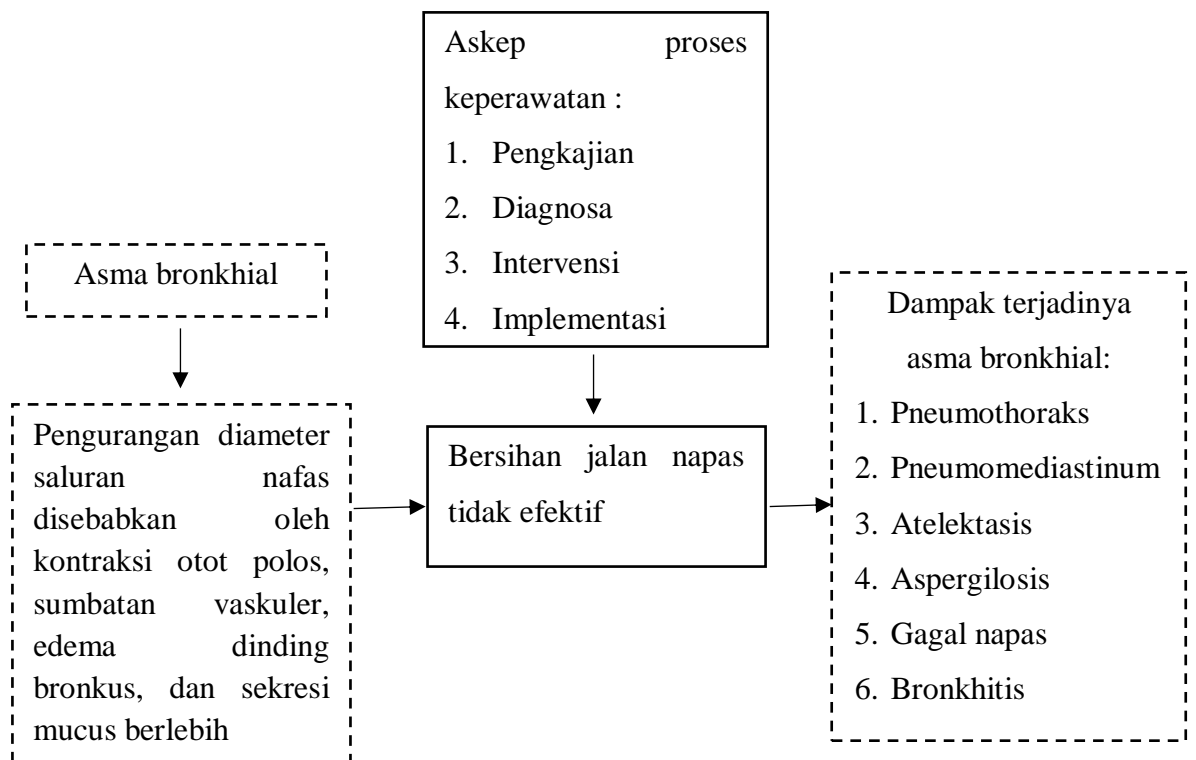 Askep proses
keperawatan :
1. Pengkajian
2. Diagnosa
3. Intervensi
4. Implementasi
Asma bronkhial
Pengurangan diameter
saluran nafas
disebabkan oleh
kontraksi otot polos,
sumbatan vaskuler,
edema dinding
bronkus, dan sekresi
mucus berlebih
Bersihan jalan napas
tidak efektif
Dampak terjadinya
asma bronkhial:
1. Pneumothoraks
2. Pneumomediastinum
3. Atelektasis
4. Aspergilosis
5. Gagal napas
6. Bronkhitis